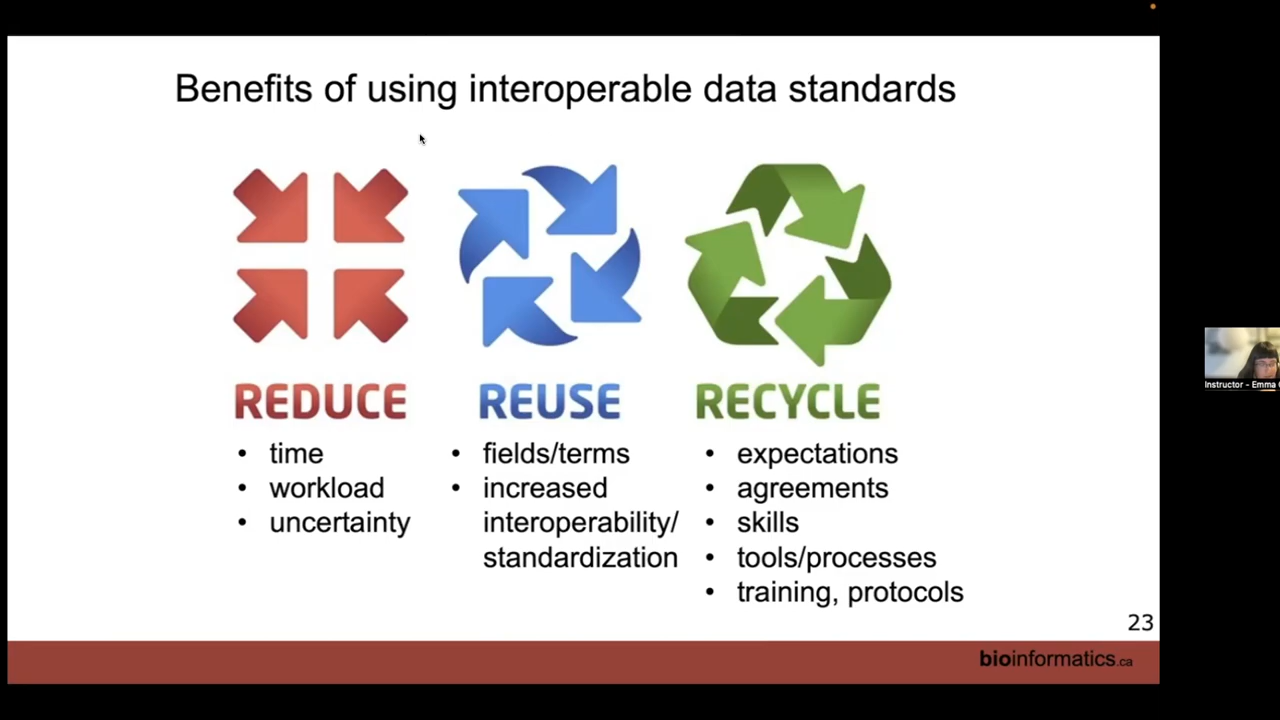 Benefits of using interoperable data standards
REDUCE
• time
• workload
• uncertainty
REUSE
• fields/terms
• increased
interoperability/
standardization
RECYCLE
• expectations
• agreements
• skills
• tools/processes
• training, protocols
23
bioinformatics.ca
Instructor - Emma